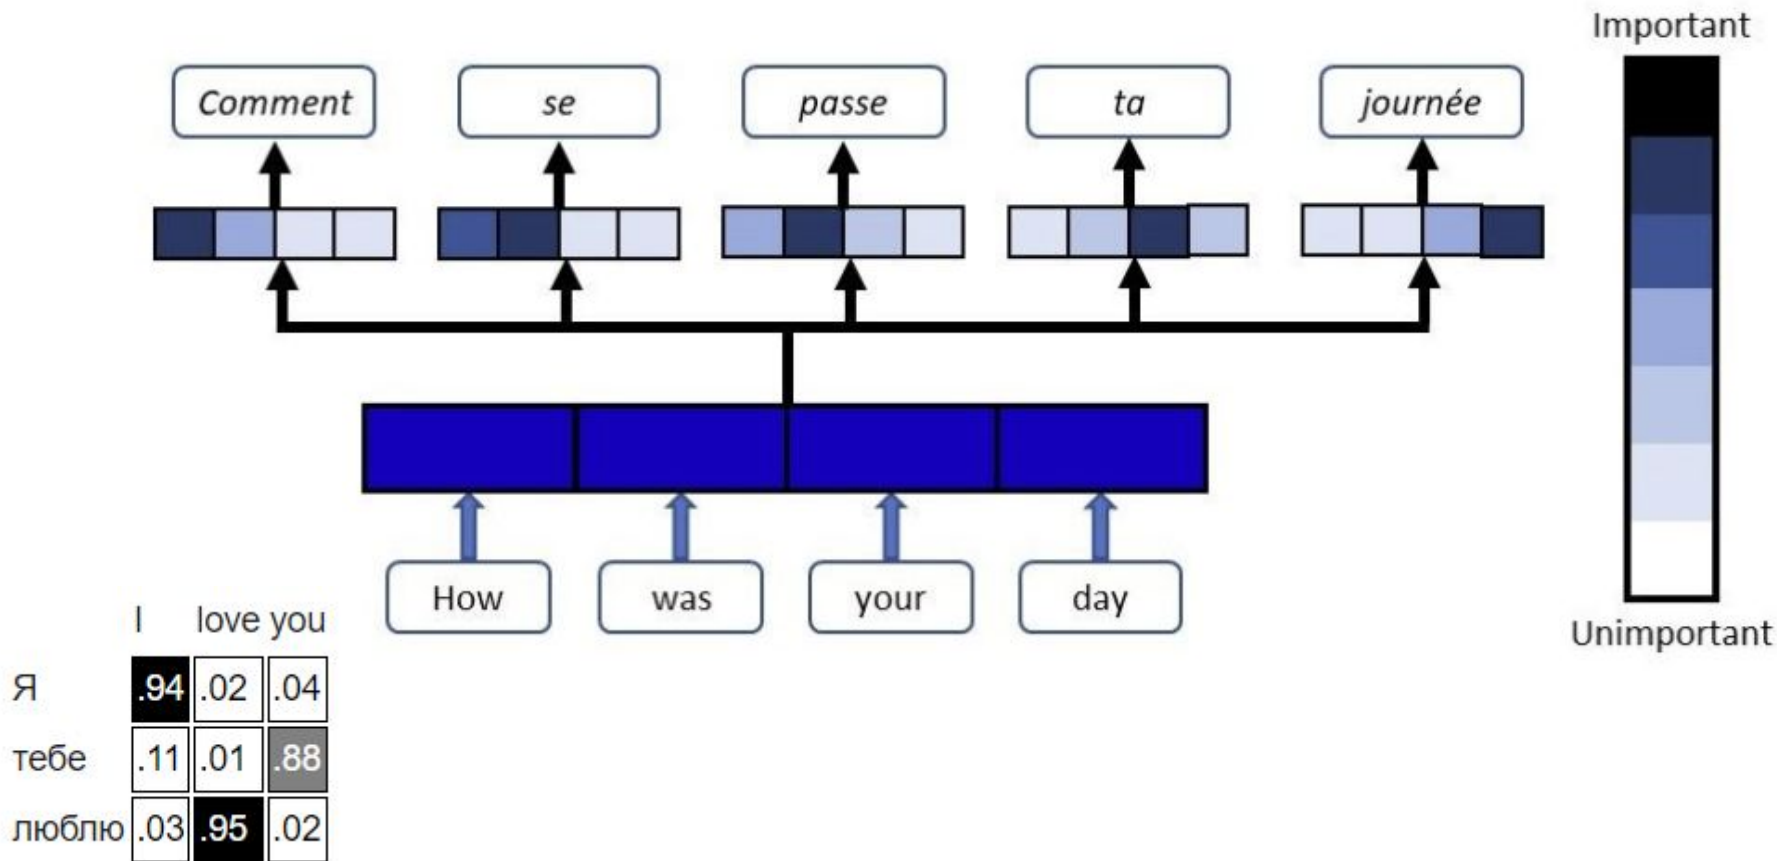 Important
Comment se passe ta journée
How was your day
Unimportant
I love you
Я .94 .02 .04
тебе .11 .01 .88
люблю .03 .95 .02